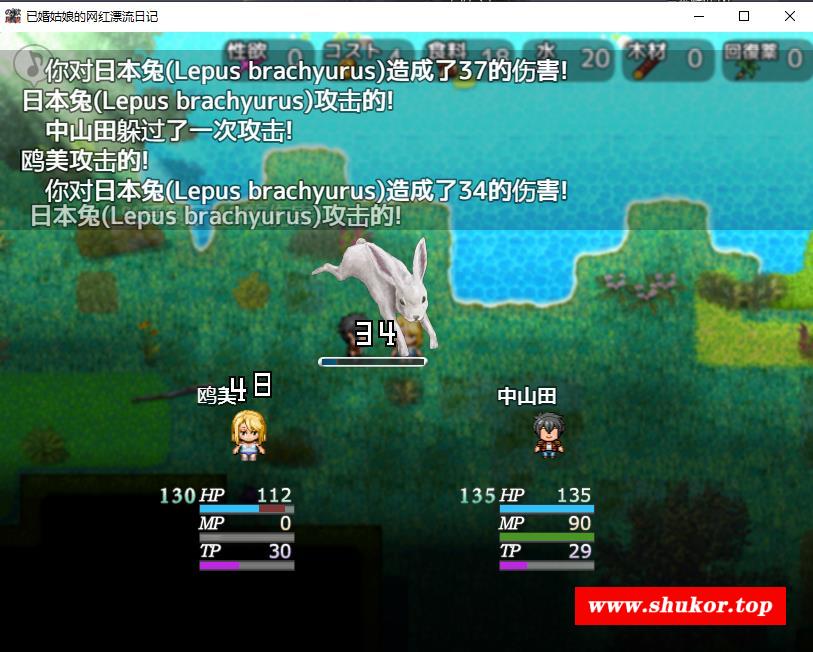 已婚姑娘的网红漂流日记
性欲 0 コスト 4 食料 18 水 20 木材 0 回復薬 0
你对日本兔(Lepus brachyurus)造成了37的伤害!
日本兔(Lepus brachyurus)攻击的!
中山田躲过了一次攻击!
鸥美攻击的!
你对日本兔(Lepus brachyurus)造成了34的伤害!
日本兔(Lepus brachyurus)攻击的!
34
4日
鸥美 中山田
130 HP 112 135 HP 135
MP 0 MP 90
TP 30 TP 29
www.shukor.top